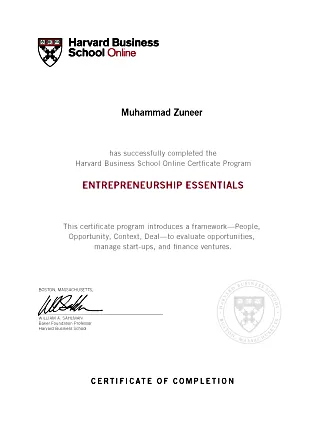 Harvard Business
School Online
Muhammad Zuneer
has successfully completed the
Harvard Business School Online Certficate Program
ENTREPRENEURSHIP ESSENTIALS
This certificate program introduces a framework—People,
Opportunity, Context, Deal—to evaluate opportunities,
manage start-ups, and finance ventures.
BOSTON, MASSACHUSETTS,
WILLIAM A. SAHLMAN
Baker Foundation Professor
Harvard Business School
CERTIFICATE OF COMPLETION